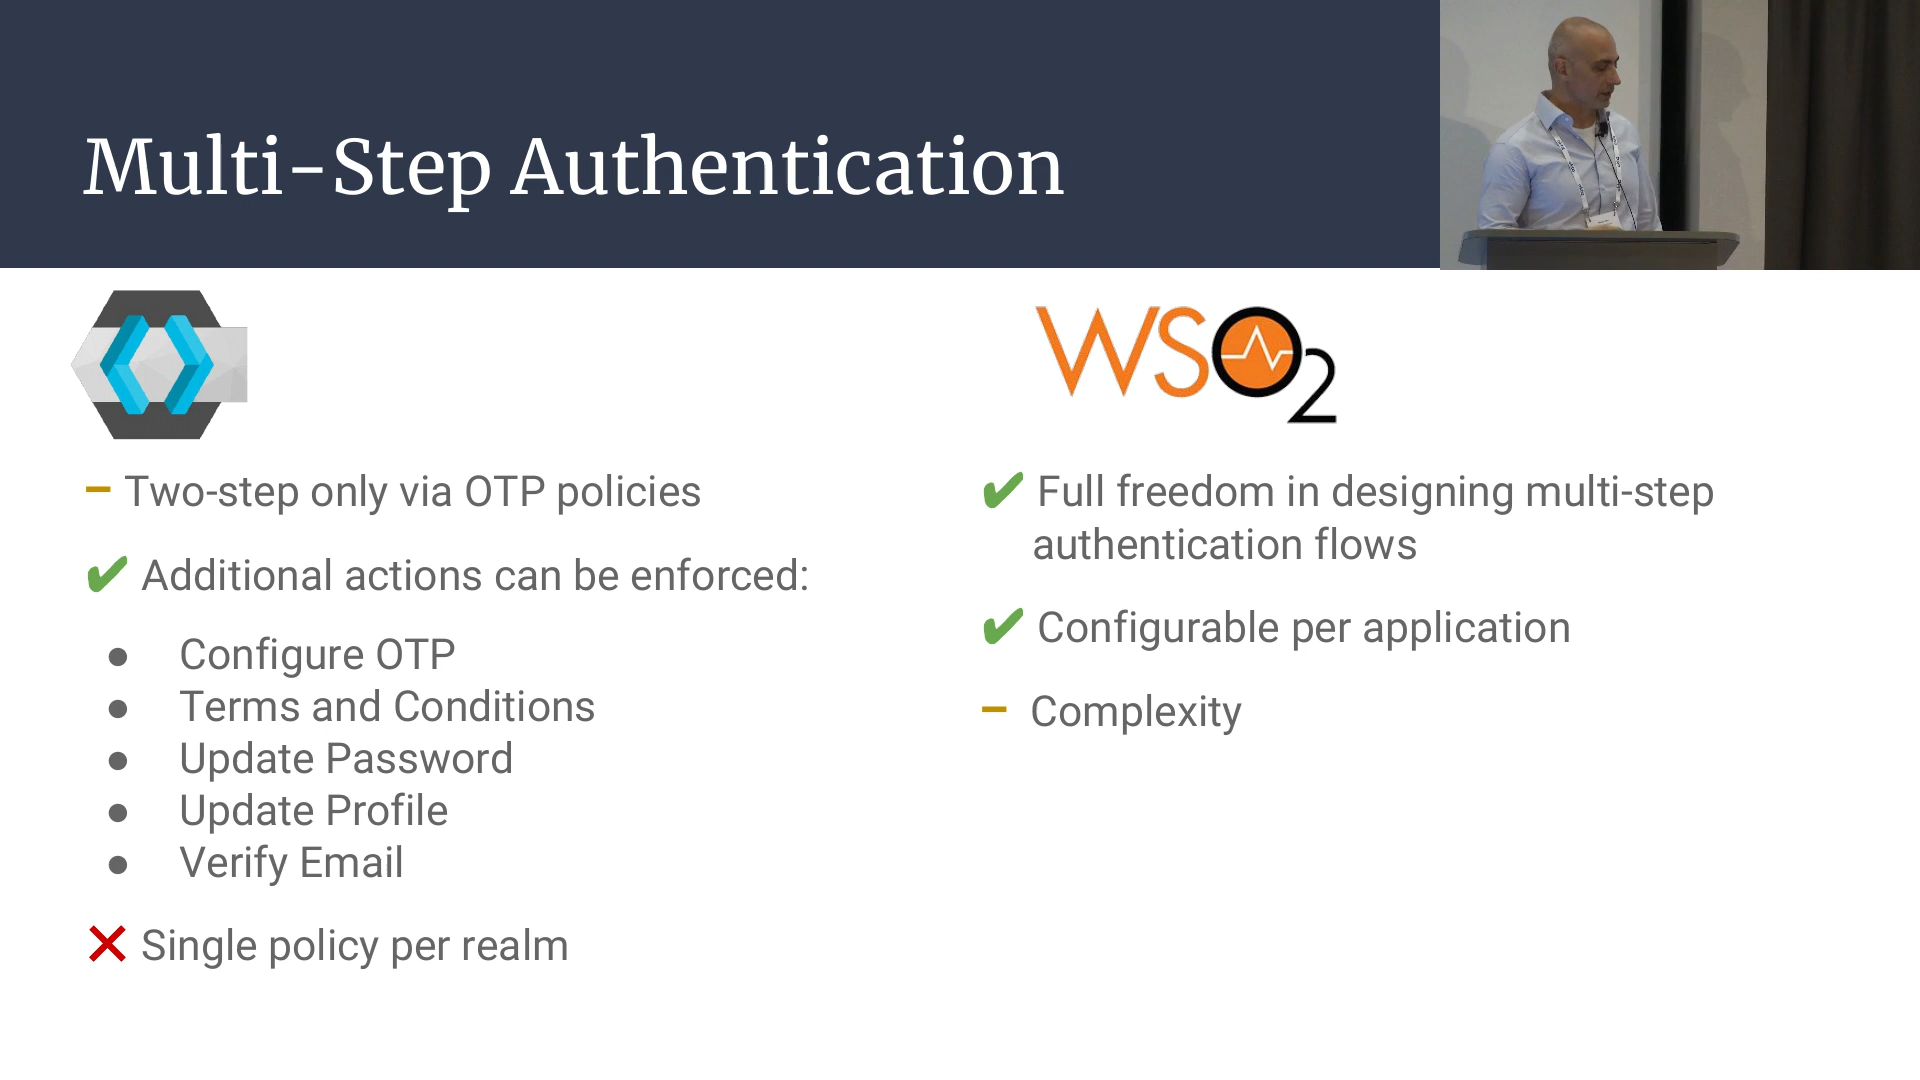 Multi-Step Authentication
– Two-step only via OTP policies
✔ Additional actions can be enforced:
● Configure OTP
● Terms and Conditions
● Update Password
● Update Profile
● Verify Email
❌ Single policy per realm
WSO2
✔ Full freedom in designing multi-step
authentication flows
✔ Configurable per application
– Complexity